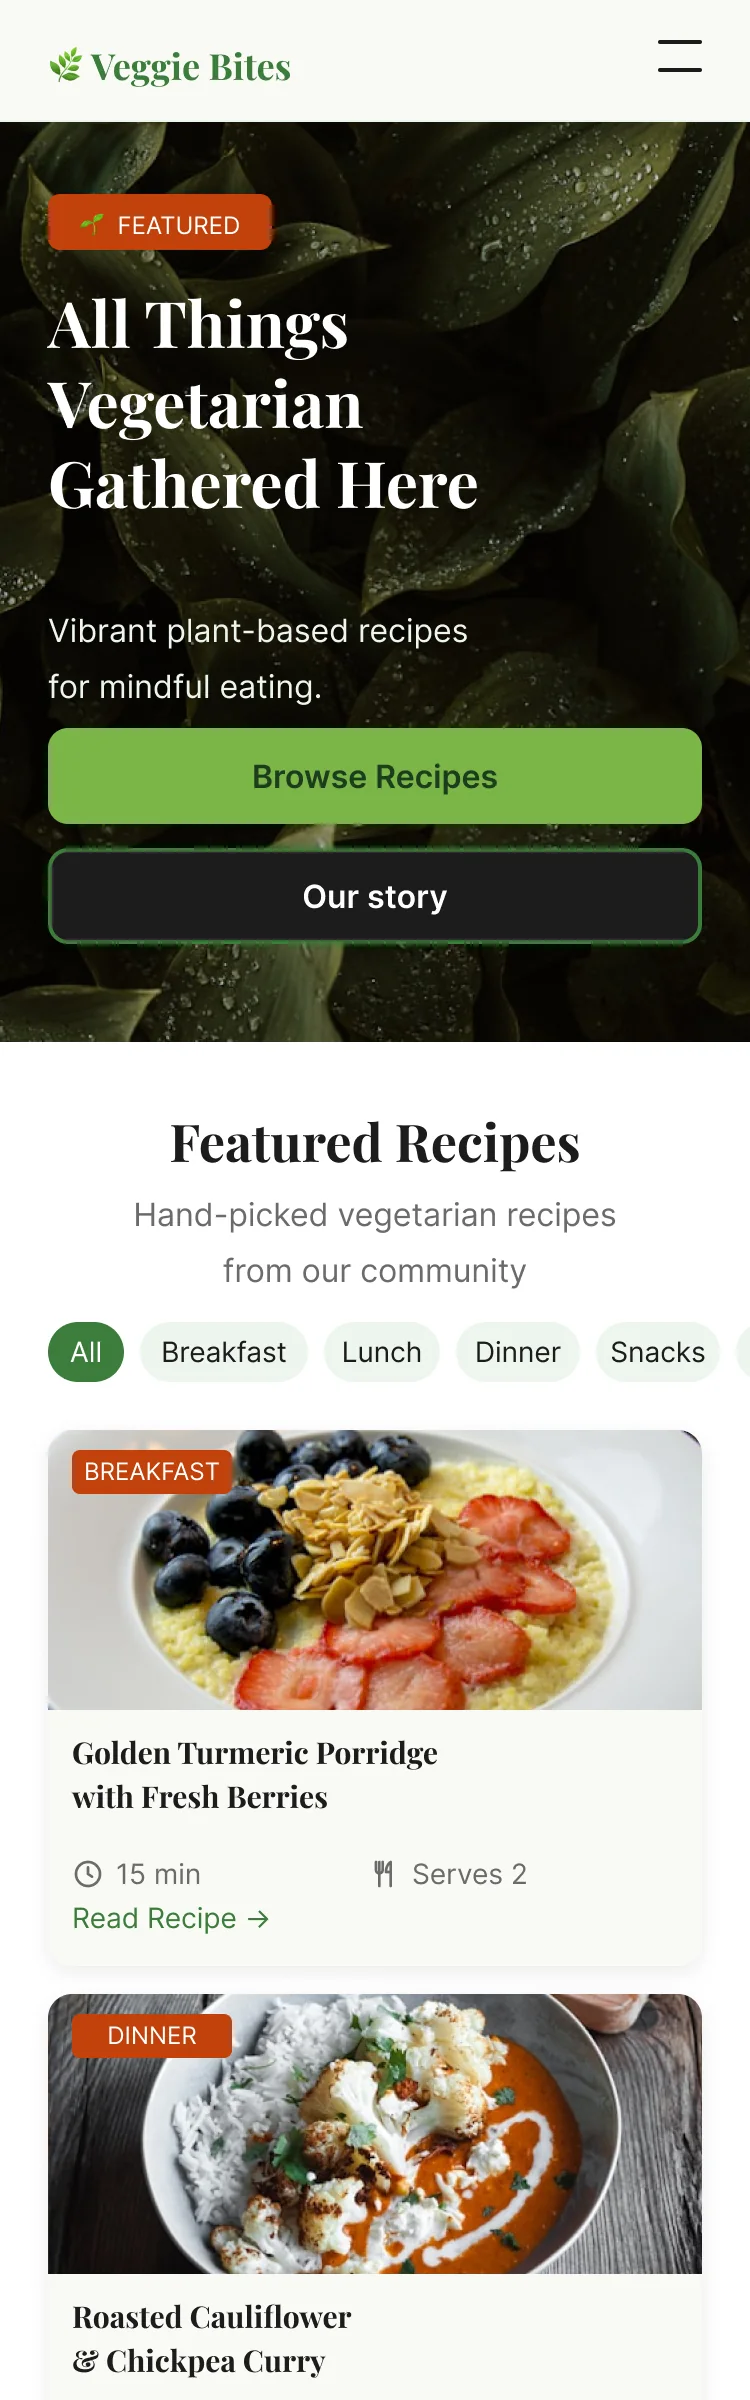 🌿 Veggie Bites
🌱 FEATURED
All Things
Vegetarian
Gathered Here
Vibrant plant-based recipes
for mindful eating.
Browse Recipes
Our story
Featured Recipes
Hand-picked vegetarian recipes
from our community
All Breakfast Lunch Dinner Snacks
BREAKFAST
Golden Turmeric Porridge
with Fresh Berries
15 min Serves 2
Read Recipe →
DINNER
Roasted Cauliflower
& Chickpea Curry